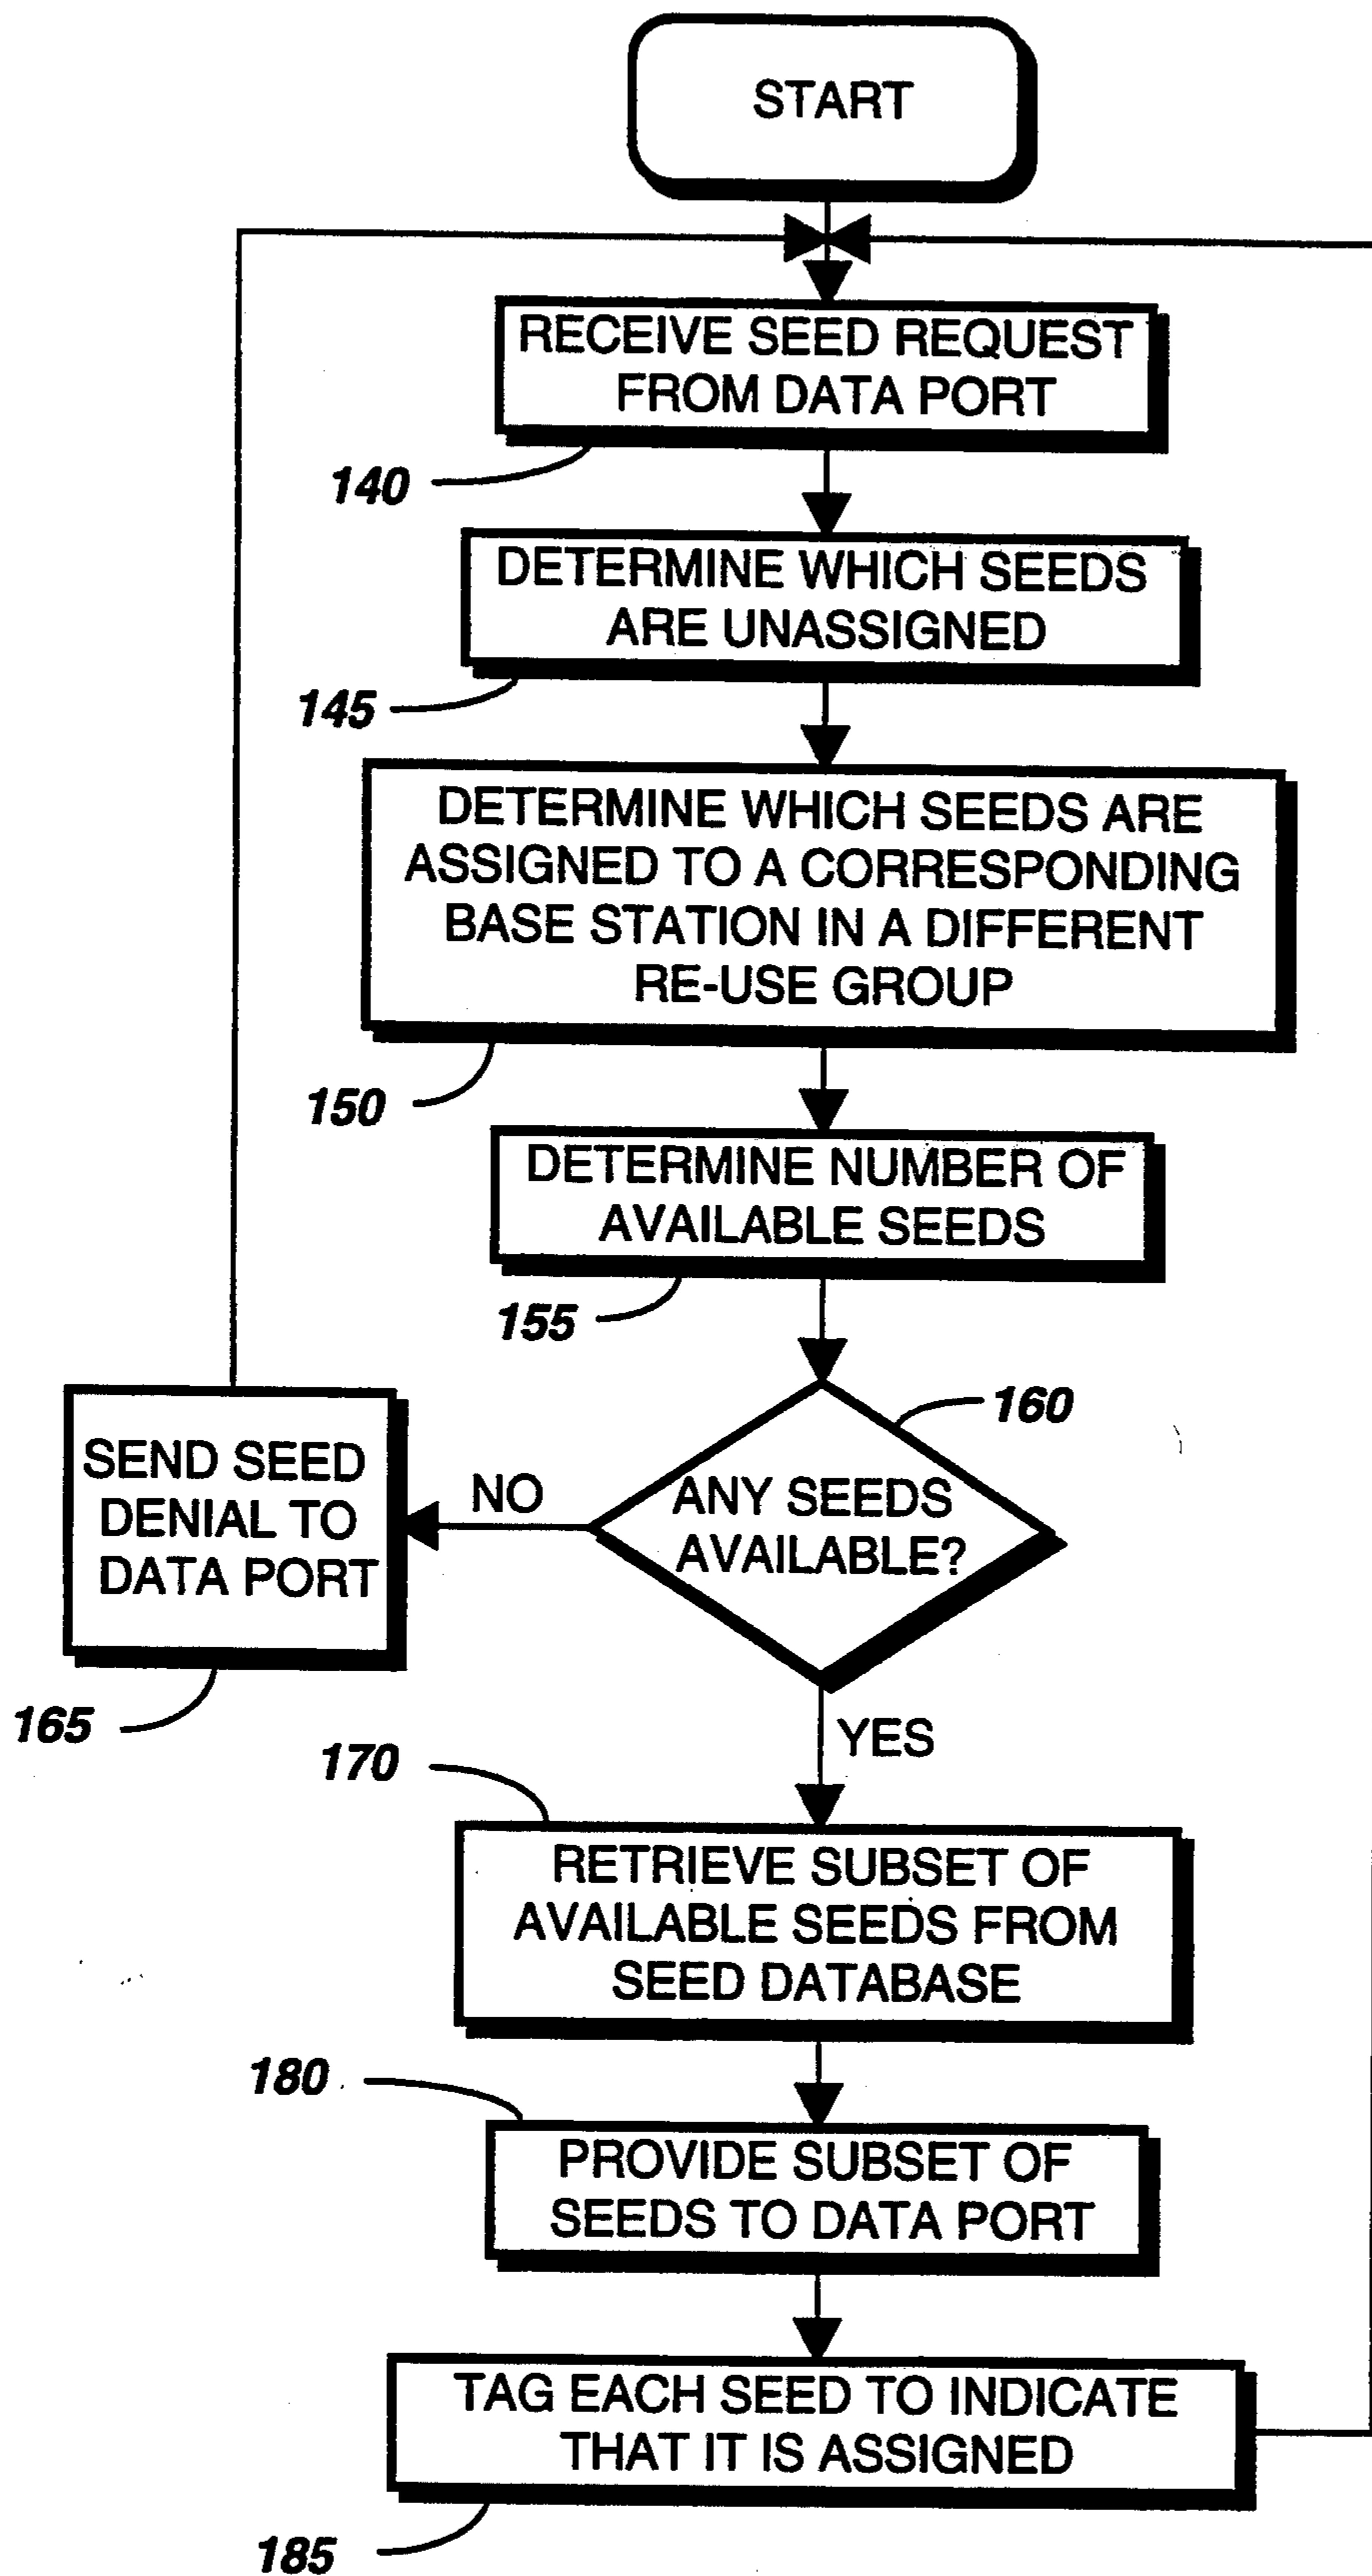 START
RECEIVE SEED REQUEST
FROM DATA PORT
140
DETERMINE WHICH SEEDS
ARE UNASSIGNED
145
DETERMINE WHICH SEEDS ARE
ASSIGNED TO A CORRESPONDING
BASE STATION IN A DIFFERENT
RE-USE GROUP
150
DETERMINE NUMBER OF
AVAILABLE SEEDS
155
160
ANY SEEDS
AVAILABLE?
NO
SEND SEED
DENIAL TO
DATA PORT
165
YES
170
RETRIEVE SUBSET OF
AVAILABLE SEEDS FROM
SEED DATABASE
180
PROVIDE SUBSET OF
SEEDS TO DATA PORT
TAG EACH SEED TO INDICATE
THAT IT IS ASSIGNED
185